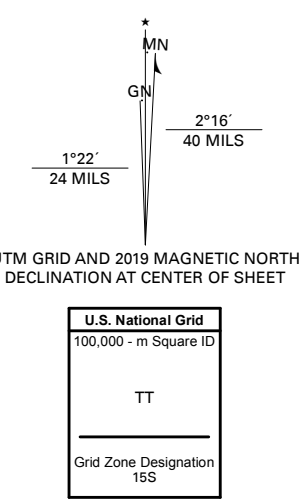 ★
MN
GN
2°16´
40 MILS
1°22´
24 MILS
UTM GRID AND 2019 MAGNETIC NORTH
DECLINATION AT CENTER OF SHEET
U.S. National Grid
100,000 - m Square ID
TT
Grid Zone Designation
15S